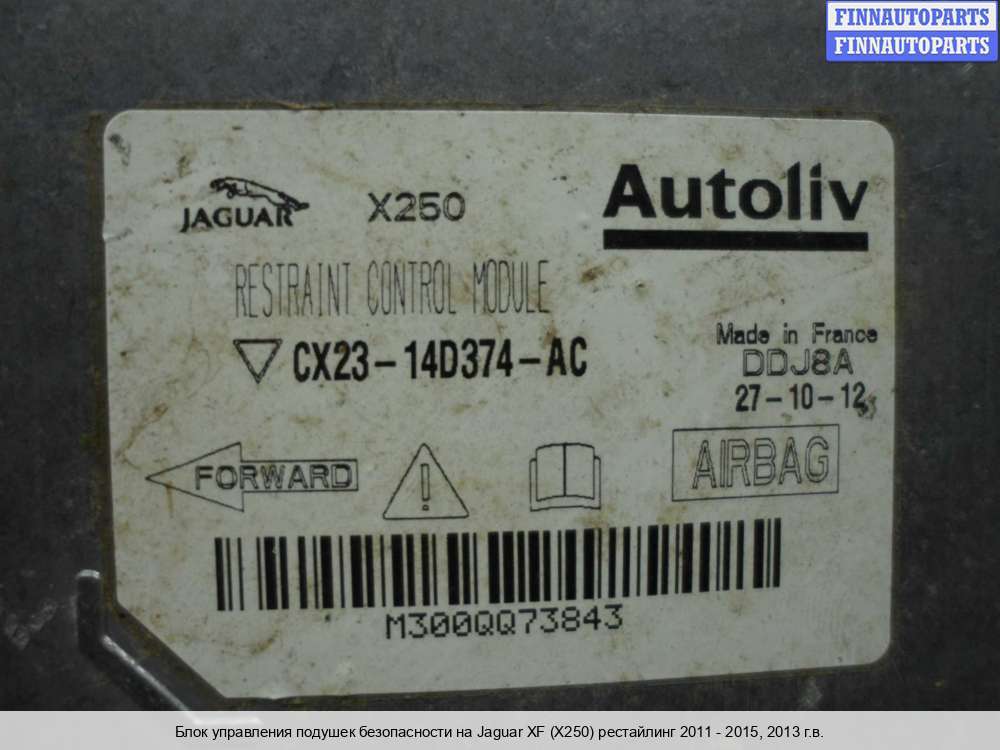 FINNAUTOPARTS
FINNAUTOPARTS
JAGUAR X250 Autoliv
RESTRAINT CONTROL MODULE
CX23-14D374-AC
Made in France
DDJ8A
27-10-12
FORWARD
AIRBAG
M300QQ73843
Блок управления подушек безопасности на Jaguar XF (X250) рестайлинг 2011 - 2015, 2013 г.в.